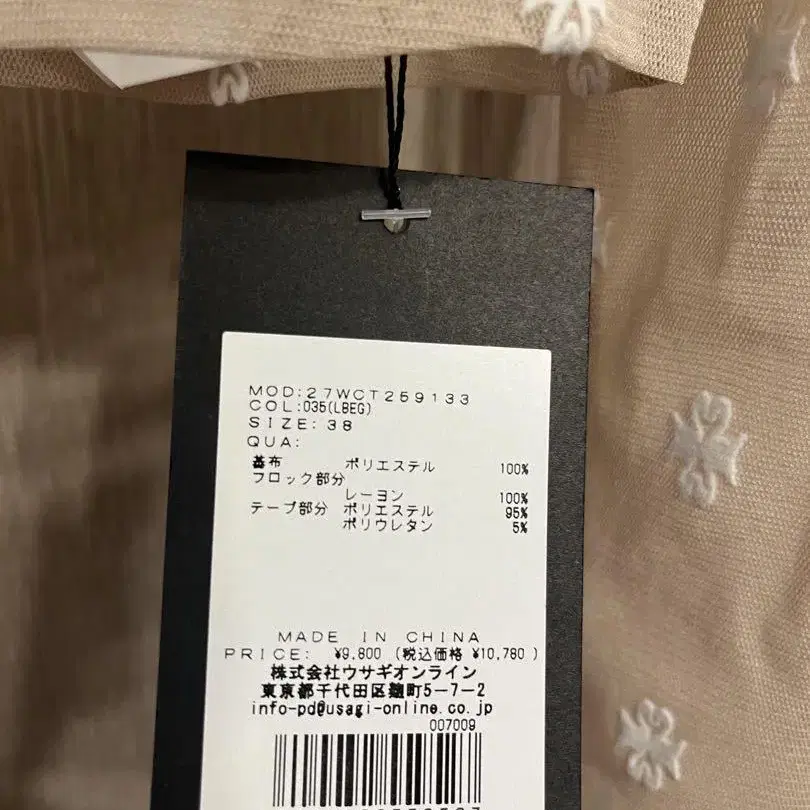 MOD:27WCT259133
COL:035(LBEG)
SIZE:38
QUA:
基布 ポリエステル 100%
フロック部分
レーヨン 100%
テープ部分 ポリエステル 95%
ポリウレタン 5%
MADE IN CHINA
PRICE: ¥9,800 (税込価格 ¥10,780 )
株式会社ウサギオンライン
東京都千代田区麹町5-7-2
info-pd@usagi-online.co.jp
007009